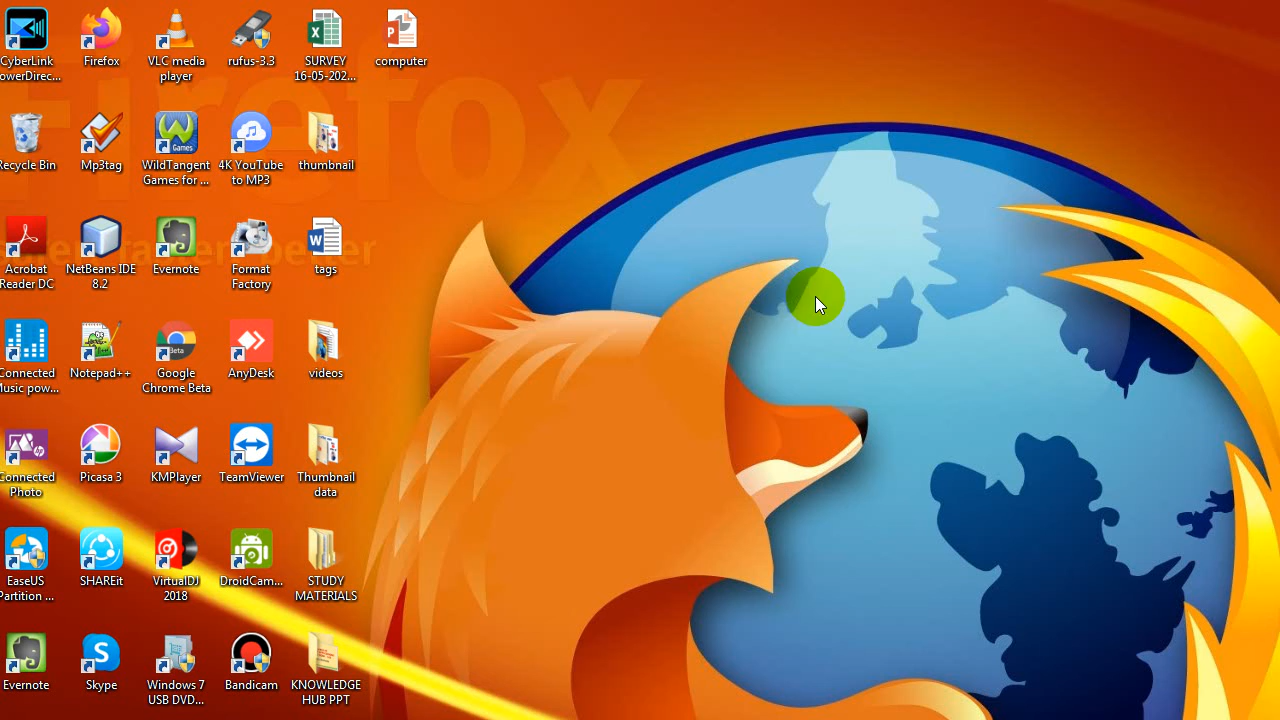 CyberLink
owerDirec...
Firefox
VLC media
player
rufus-3.3
SURVEY
16-05-202...
computer
Firefox
Recycle Bin
Mp3tag
WildTangent
Games for ...
4K YouTube
to MP3
thumbnail
Acrobat
Reader DC
NetBeans IDE
8.2
Evernote
Format
Factory
tags
Connected
Music pow...
Notepad++
Google
Chrome Beta
AnyDesk
videos
Connected
Photo
Picasa 3
KMPlayer
TeamViewer
Thumbnail
data
EaseUS
Partition ...
SHAREit
VirtualDJ
2018
DroidCam...
STUDY
MATERIALS
Evernote
Skype
Windows 7
USB DVD...
Bandicam
KNOWLEDGE
HUB PPT